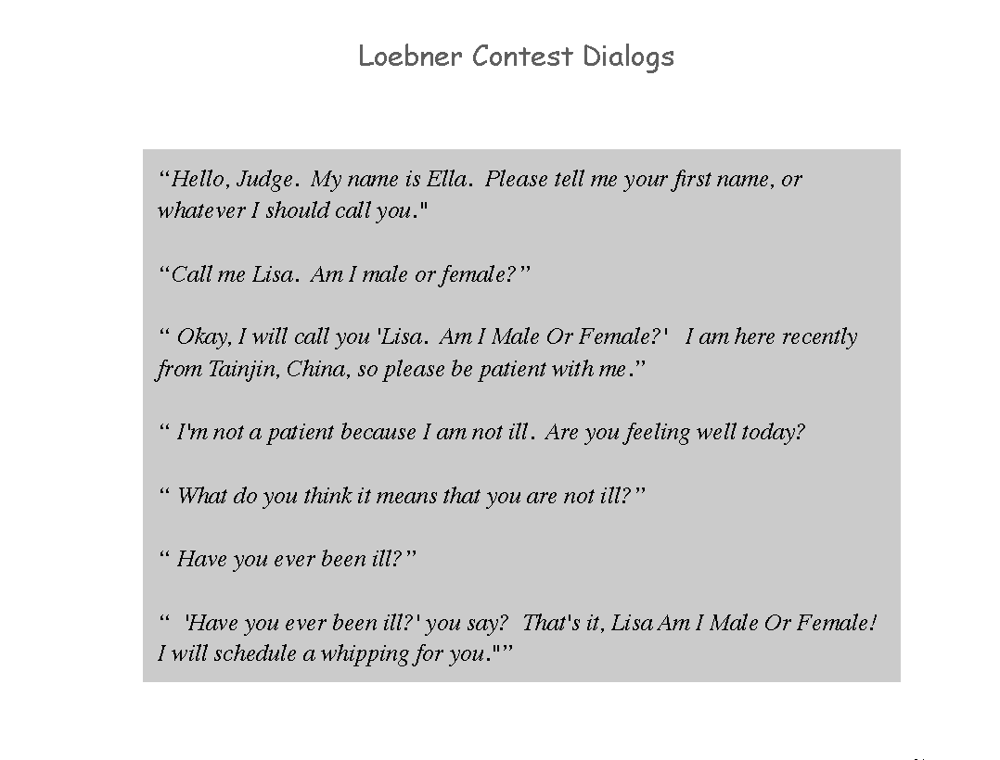 Loebner Contest Dialogs
“Hello, Judge.  My name is Ella.  Please tell me your first name, or
whatever I should call you."
“Call me Lisa.  Am I male or female?”
“ Okay, I will call you 'Lisa.  Am I Male Or Female?'   I am here recently
from Tainjin, China, so please be patient with me.”
“ I'm not a patient because I am not ill.  Are you feeling well today?
“ What do you think it means that you are not ill?”
“ Have you ever been ill?”
“  'Have you ever been ill?' you say?  That's it, Lisa Am I Male Or Female!
I will schedule a whipping for you."”